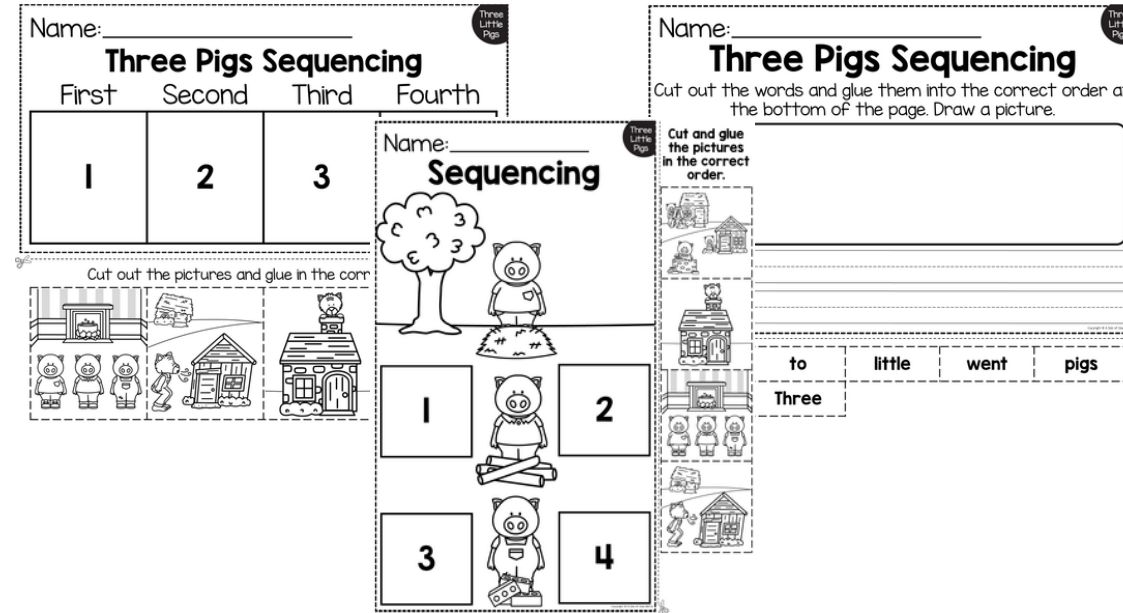 Name:
Three
Little
Pigs
Three Pigs Sequencing
First Second Third Fourth
1 2 3
Cut out the pictures and glue in the corr
Name:
Three
Little
Pigs
Sequencing
1 2
3 4
Cut and glue
the pictures
in the correct
order.
Name:
Thr
Litt
Pig
Three Pigs Sequencing
Cut out the words and glue them into the correct order a
the bottom of the page. Draw a picture.
to little went pigs
Three